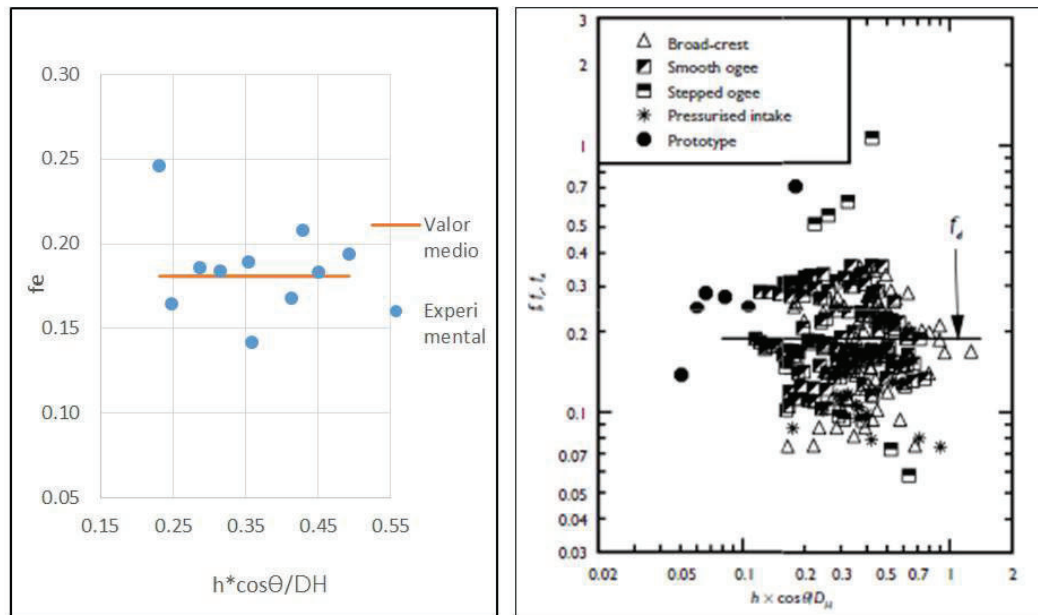 0.30
0.25
0.20
0.15
0.10
0.05
fe
0.15 0.25 0.35 0.45 0.55
h*cosθ/DH
Valor
medio
Experi
mental
3
2
1
0.7
0.5
0.4
0.3
0.2
0.1
0.07
0.05
0.04
0.03
Broad-crest
Smooth ogee
Stepped ogee
Pressurised intake
Prototype
f_d
0.02 0.05 0.1 0.2 0.3 0.5 0.7 1 2
h × cosθ/D_H